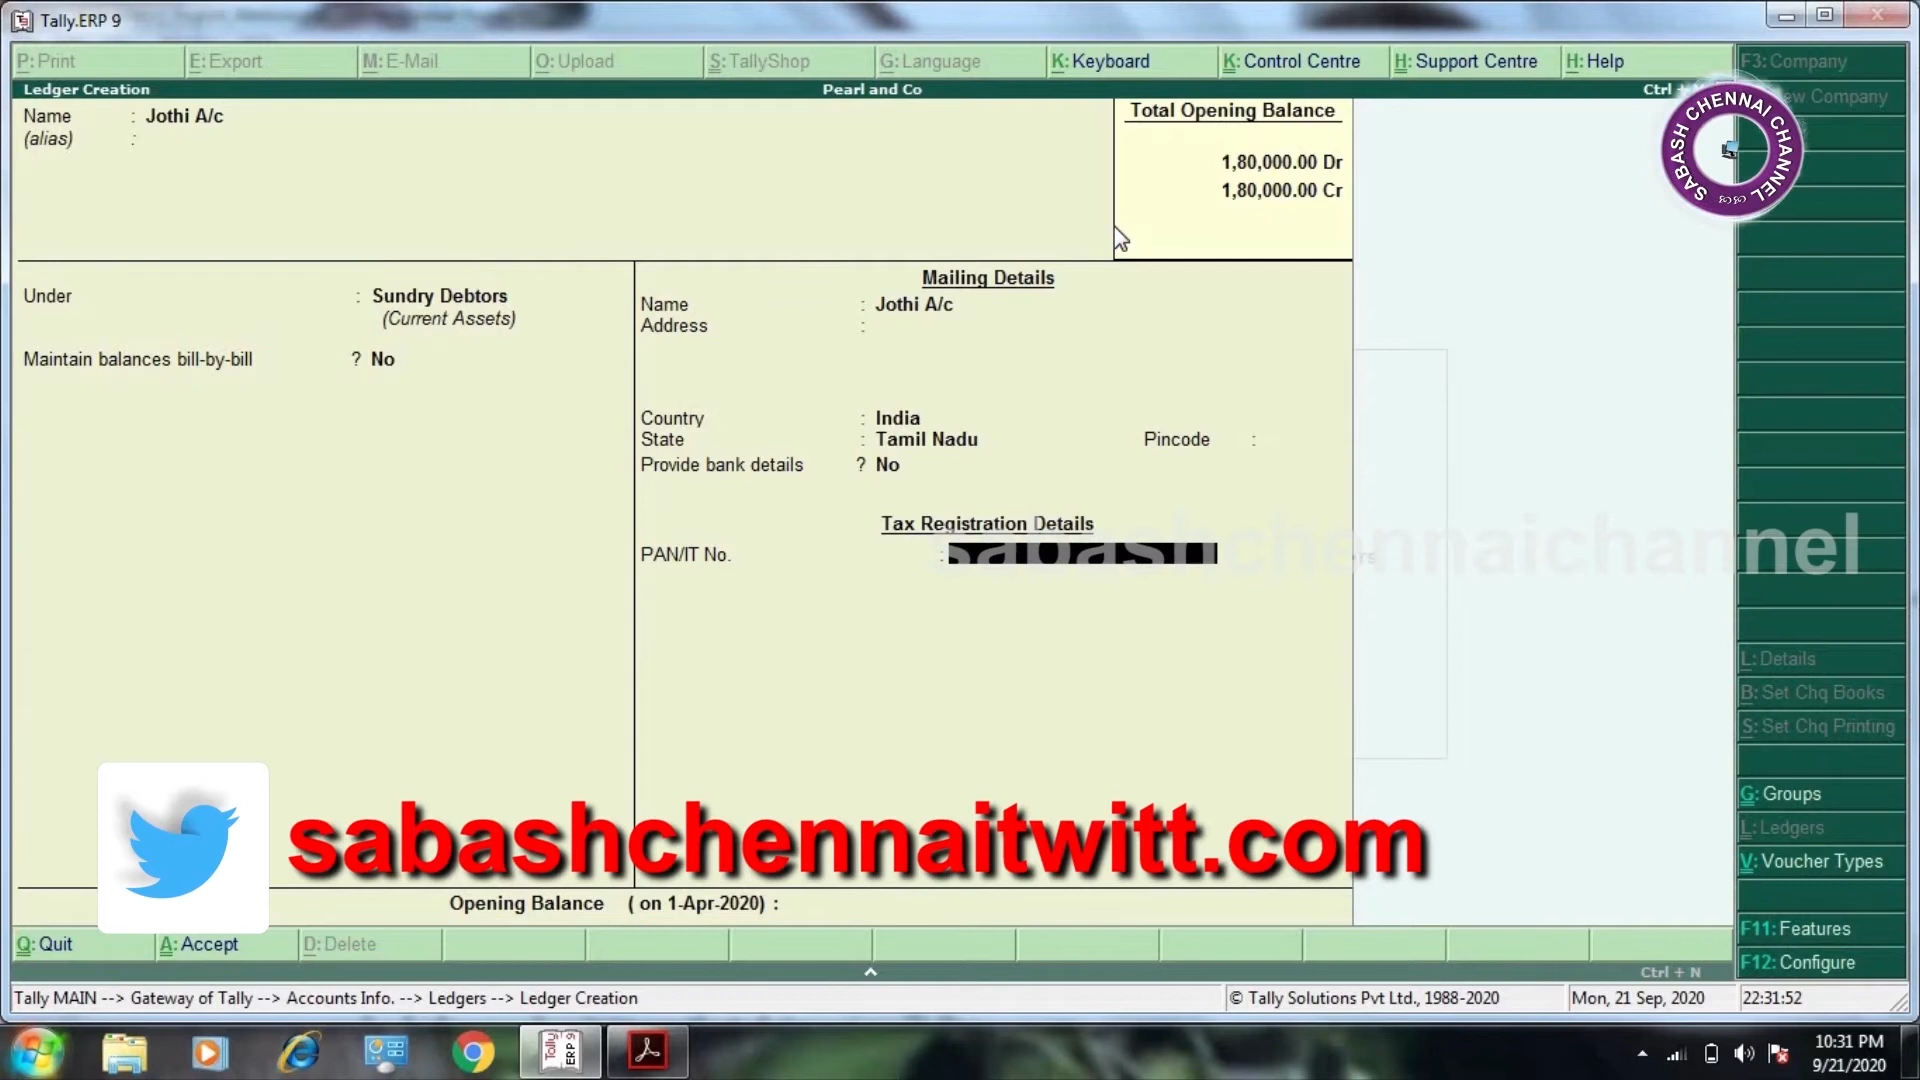 Tally.ERP 9
P: Print E: Export M: E-Mail O: Upload S: TallyShop G: Language K: Keyboard K: Control Centre H: Support Centre H: Help
F3: Company
Ledger Creation Pearl and Co Ctrl +
ew Company
SABASH CHENNAI CHANNEL
Name : Jothi A/c
(alias) :
Total Opening Balance
1,80,000.00 Dr
1,80,000.00 Cr
Under : Sundry Debtors
(Current Assets)
Maintain balances bill-by-bill ? No
Mailing Details
Name : Jothi A/c
Address :
Country : India
State : Tamil Nadu Pincode :
Provide bank details ? No
Tax Registration Details
PAN/IT No. :
sabashchennaichannel
L: Details
B: Set Chq Books
S: Set Chq Printing
G: Groups
L: Ledgers
V: Voucher Types
F11: Features
F12: Configure
sabashchennaitwitt.com
Opening Balance ( on 1-Apr-2020) :
Q: Quit A: Accept D: Delete
Ctrl + N
Tally MAIN --> Gateway of Tally --> Accounts Info. --> Ledgers --> Ledger Creation © Tally Solutions Pvt Ltd., 1988-2020 Mon, 21 Sep, 2020 22:31:52
Tally ERP 9
10:31 PM
9/21/2020